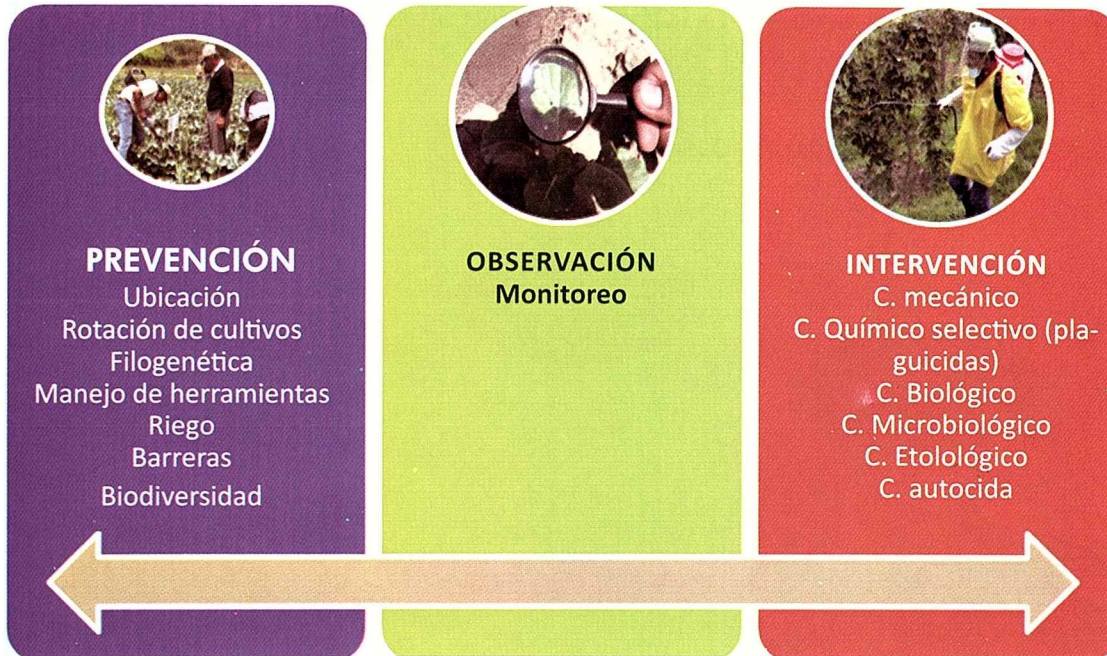 PREVENCIÓN
Ubicación
Rotación de cultivos
Filogenética
Manejo de herramientas
Riego
Barreras
Biodiversidad
OBSERVACIÓN
Monitoreo
INTERVENCIÓN
C. mecánico
C. Químico selectivo (pla-
guicidas)
C. Biológico
C. Microbiológico
C. Etolológico
C. autocida